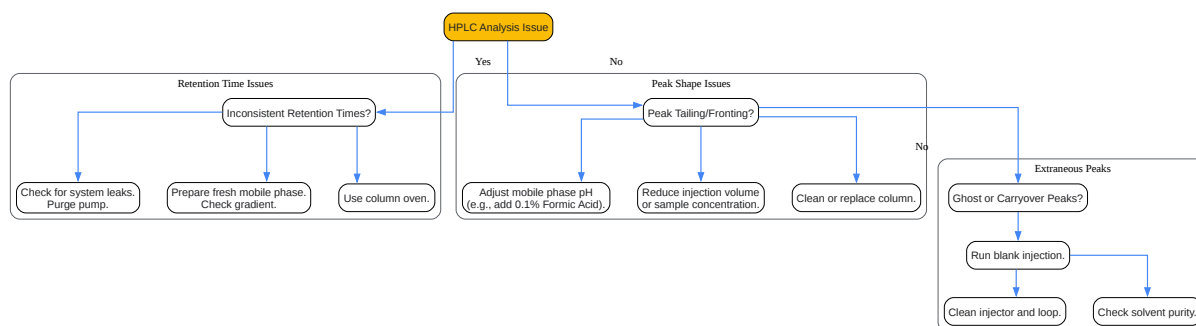 HPLC Analysis Issue
Yes
No
Retention Time Issues
Peak Shape Issues
Inconsistent Retention Times?
Peak Tailing/Fronting?
No
Extraneous Peaks
Check for system leaks.
Purge pump.
Prepare fresh mobile phase.
Check gradient.
Use column oven.
Adjust mobile phase pH
(e.g., add 0.1% Formic Acid).
Reduce injection volume
or sample concentration.
Clean or replace column.
Ghost or Carryover Peaks?
Run blank injection.
Clean injector and loop.
Check solvent purity.